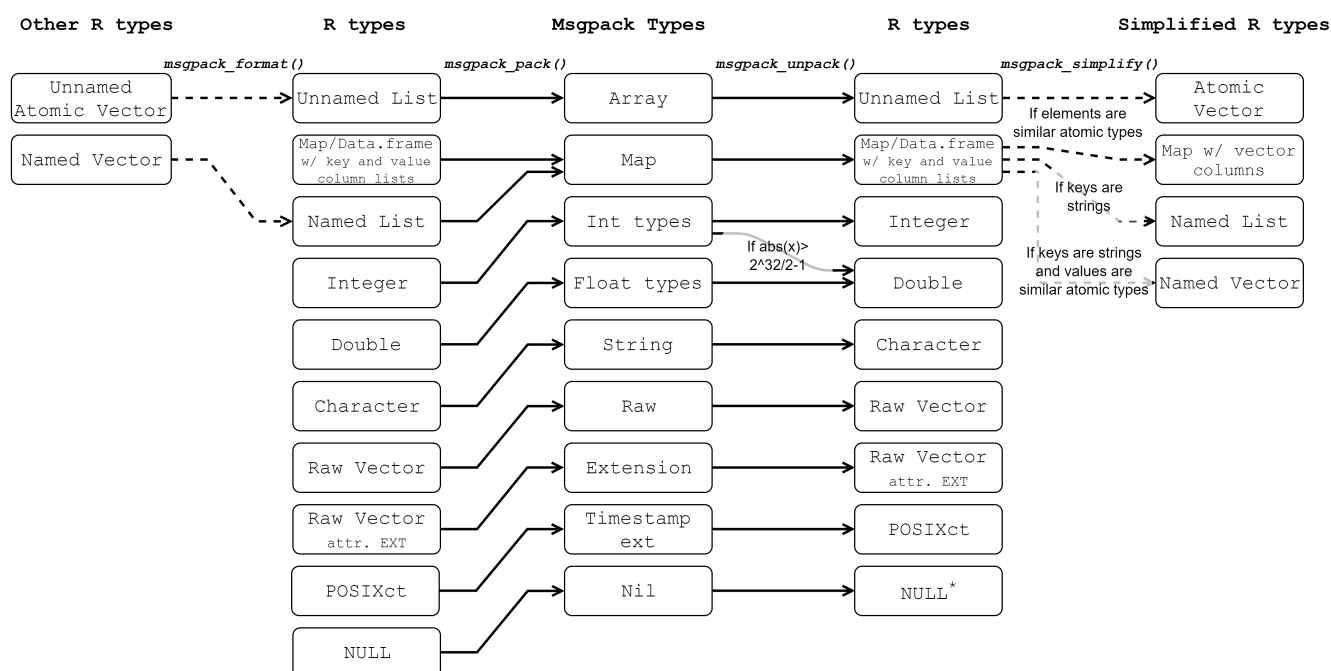 Other R types
R types
Msgpack Types
R types
Simplified R types
msgpack_format()
msgpack_pack()
msgpack_unpack()
msgpack_simplify()
Unnamed
Atomic Vector
Unnamed List
Array
Unnamed List
Atomic
Vector
If elements are
similar atomic types
Named Vector
Map/Data.frame
w/ key and value
column lists
Map
Map/Data.frame
w/ key and value
column lists
Map w/ vector
columns
If keys are
strings
Named List
Int types
Integer
Named List
If abs(x)>
2^32/2-1
If keys are strings
and values are
similar atomic types
Integer
Float types
Double
Named Vector
Double
String
Character
Character
Raw
Raw Vector
Raw Vector
Extension
Raw Vector
attr. EXT
Raw Vector
attr. EXT
Timestamp
ext
POSIXct
POSIXct
Nil
NULL*
NULL